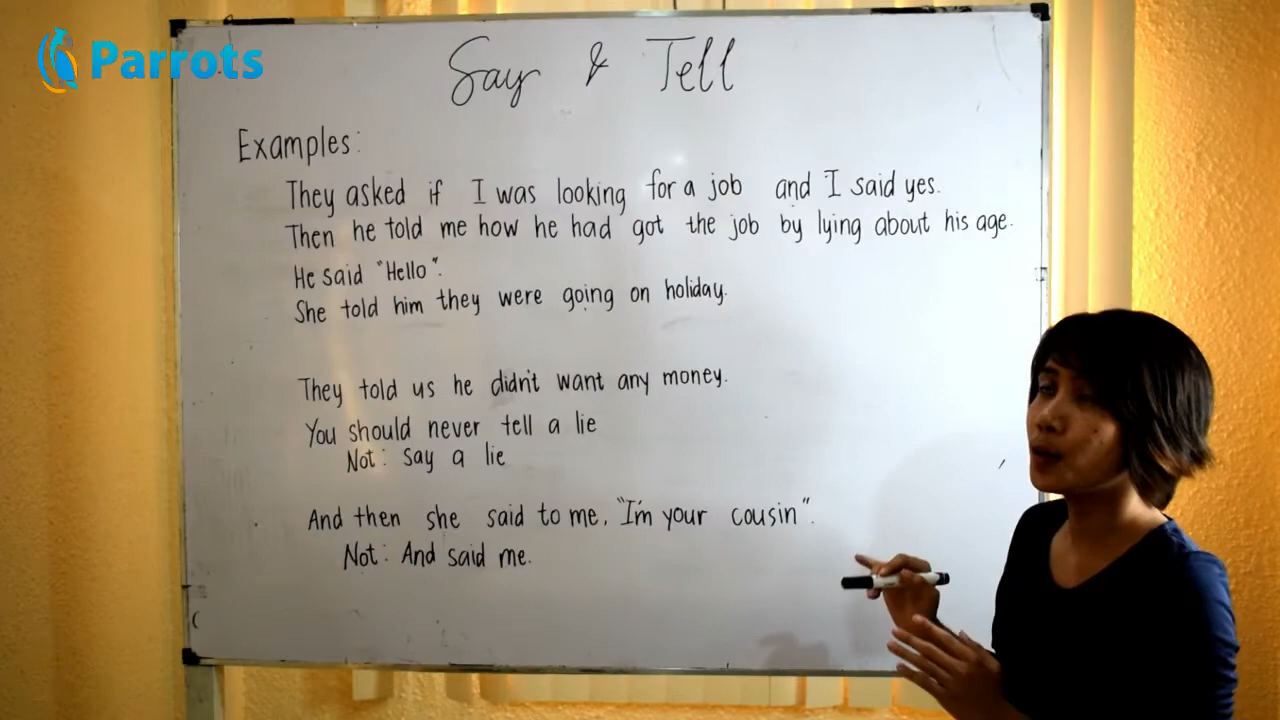 Parrots
Say & Tell
Examples:
They asked if I was looking for a job and I said yes.
Then he told me how he had got the job by lying about his age.
He said "Hello".
She told him they were going on holiday.
They told us he didn't want any money.
You should never tell a lie
Not: say a lie
And then she said to me, "I'm your cousin".
Not: And said me.